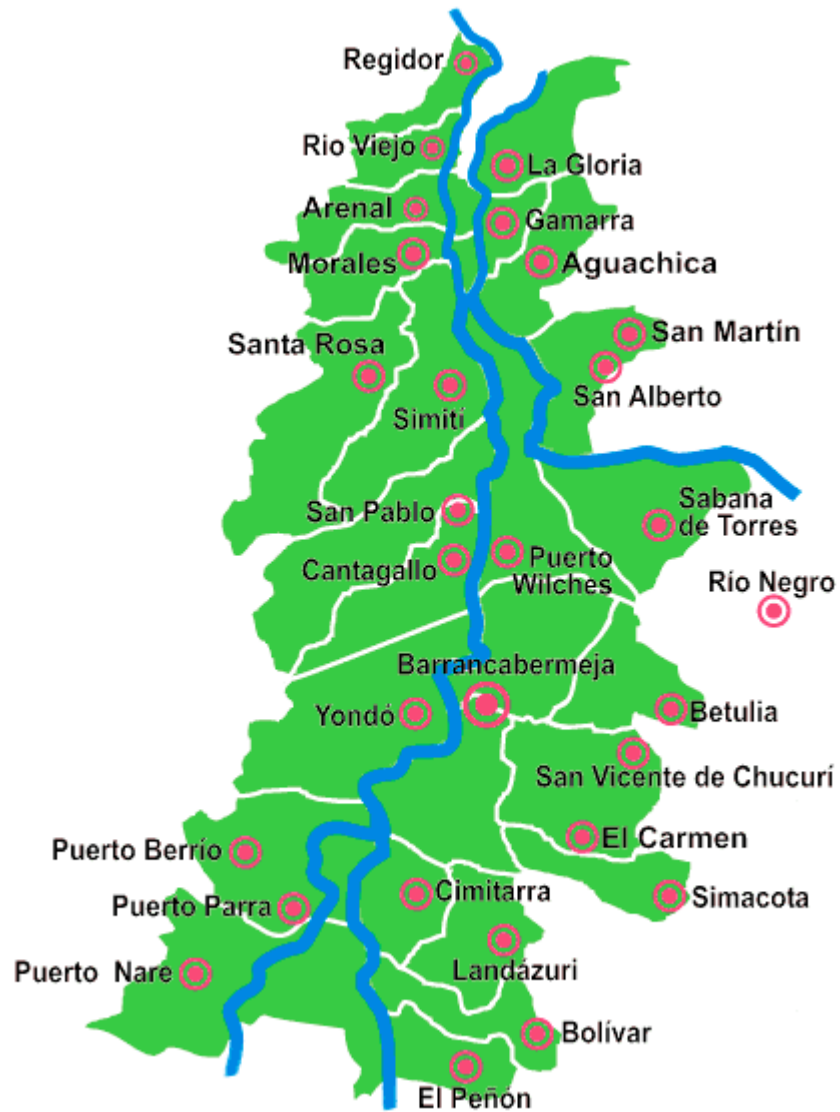 Regidor
Rio Viejo
La Gloria
Arenal
Gamarra
Morales
Aguachica
San Martín
Santa Rosa
San Alberto
Simití
San Pablo
Sabana
de Torres
Cantagallo
Puerto
Wilches
Río Negro
Barrancabermeja
Yondó
Betulia
San Vicente de Chucurí
El Carmen
Puerto Berrío
Cimitarra
Simacota
Puerto Parra
Landázuri
Puerto Nare
Bolívar
El Peñón